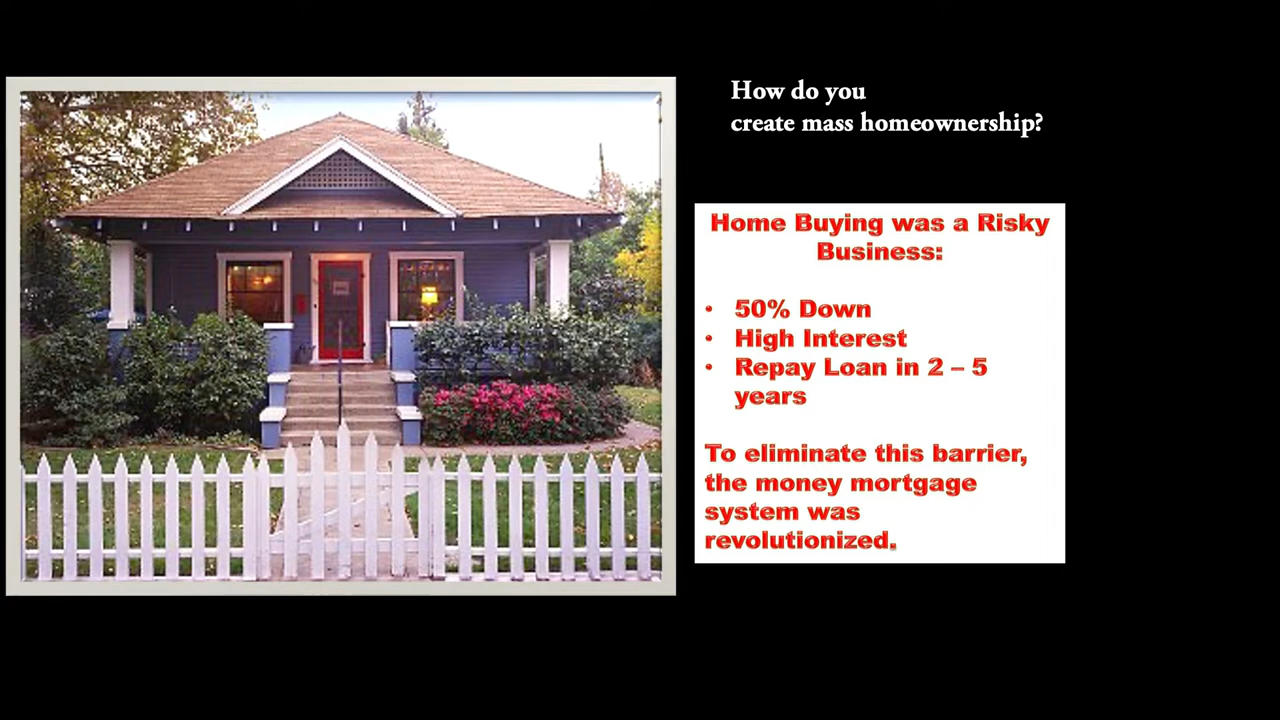 How do you
create mass homeownership?
Home Buying was a Risky
Business:
• 50% Down
• High Interest
• Repay Loan in 2 – 5
years
To eliminate this barrier,
the money mortgage
system was
revolutionized.